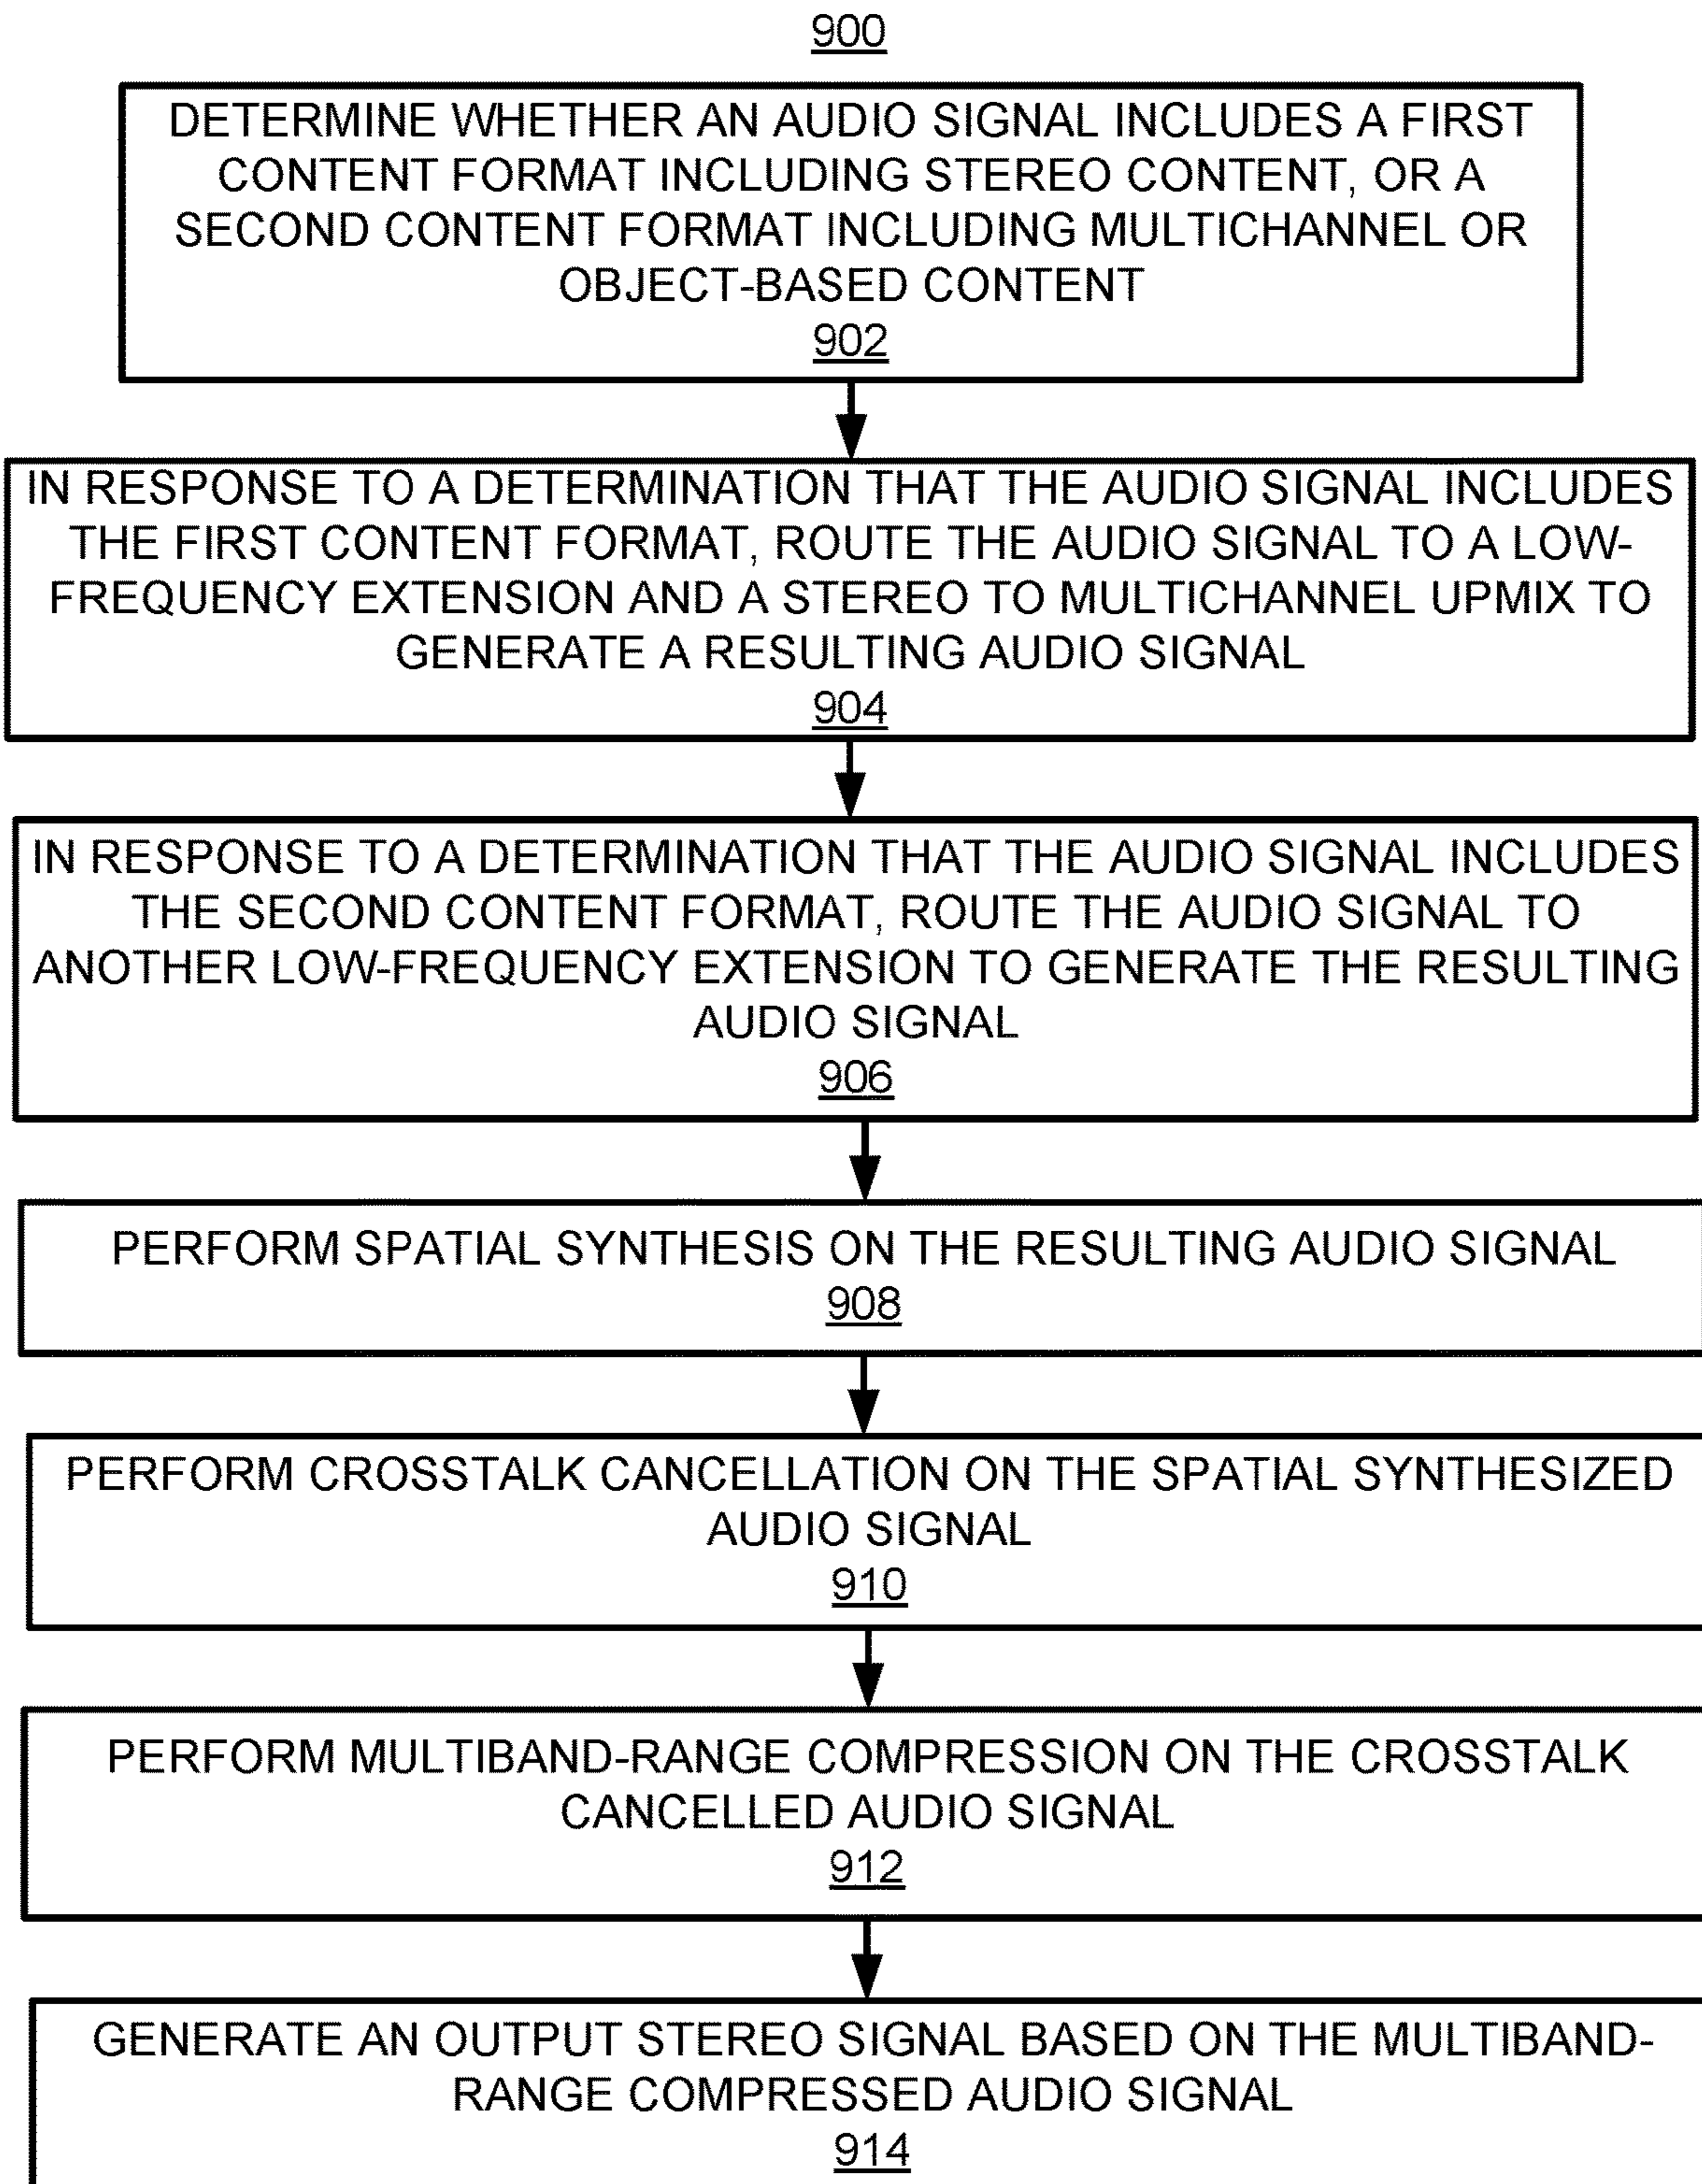 900
DETERMINE WHETHER AN AUDIO SIGNAL INCLUDES A FIRST
CONTENT FORMAT INCLUDING STEREO CONTENT, OR A
SECOND CONTENT FORMAT INCLUDING MULTICHANNEL OR
OBJECT-BASED CONTENT
902
IN RESPONSE TO A DETERMINATION THAT THE AUDIO SIGNAL INCLUDES
THE FIRST CONTENT FORMAT, ROUTE THE AUDIO SIGNAL TO A LOW-
FREQUENCY EXTENSION AND A STEREO TO MULTICHANNEL UPMIX TO
GENERATE A RESULTING AUDIO SIGNAL
904
IN RESPONSE TO A DETERMINATION THAT THE AUDIO SIGNAL INCLUDES
THE SECOND CONTENT FORMAT, ROUTE THE AUDIO SIGNAL TO
ANOTHER LOW-FREQUENCY EXTENSION TO GENERATE THE RESULTING
AUDIO SIGNAL
906
PERFORM SPATIAL SYNTHESIS ON THE RESULTING AUDIO SIGNAL
908
PERFORM CROSSTALK CANCELLATION ON THE SPATIAL SYNTHESIZED
AUDIO SIGNAL
910
PERFORM MULTIBAND-RANGE COMPRESSION ON THE CROSSTALK
CANCELLED AUDIO SIGNAL
912
GENERATE AN OUTPUT STEREO SIGNAL BASED ON THE MULTIBAND-
RANGE COMPRESSED AUDIO SIGNAL
914